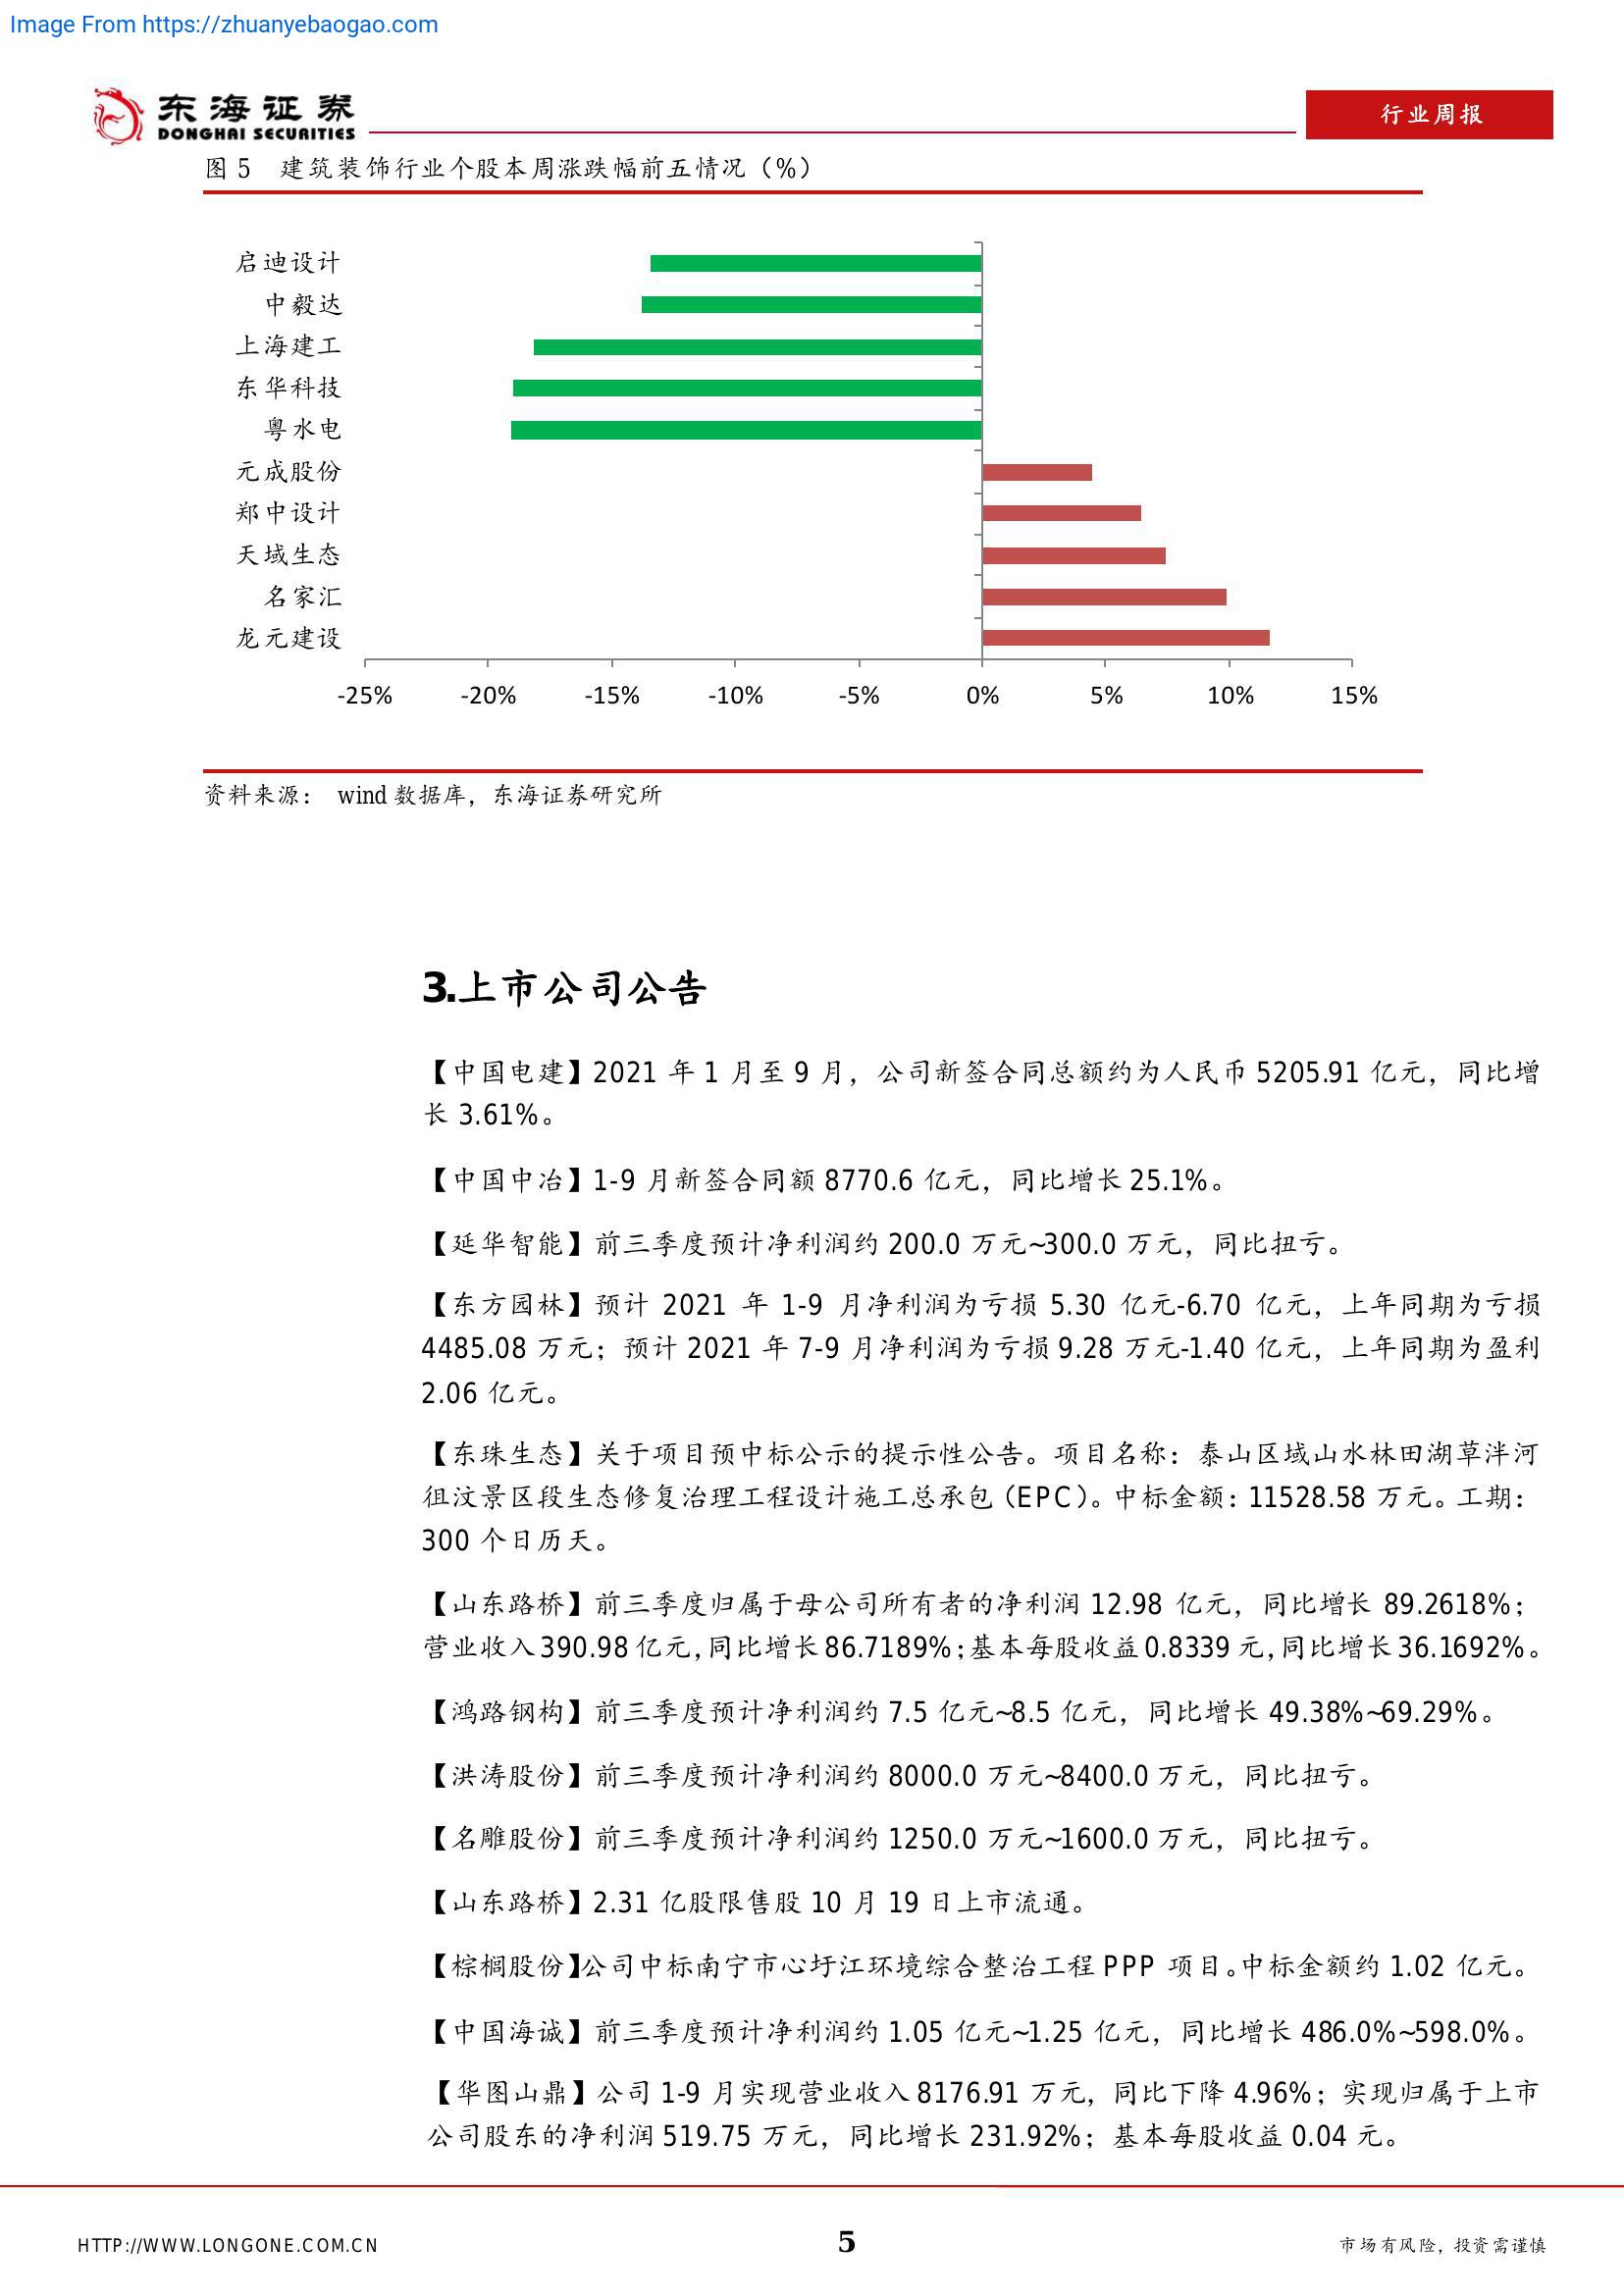 Image From https://zhuanyebaogao.com
东海证券
DONGHAI SECURITIES
行业周报
图 5 建筑装饰行业个股本周涨跌幅前五情况（%）
启迪设计
中毅达
上海建工
东华科技
粤水电
元成股份
郑中设计
天域生态
名家汇
龙元建设
-25% -20% -15% -10% -5% 0% 5% 10% 15%
资料来源： wind 数据库，东海证券研究所
3.上市公司公告
【中国电建】2021 年 1 月至 9 月，公司新签合同总额约为人民币 5205.91 亿元，同比增
长 3.61%。
【中国中冶】1-9 月新签合同额 8770.6 亿元，同比增长 25.1%。
【延华智能】前三季度预计净利润约 200.0 万元~300.0 万元，同比扭亏。
【东方园林】预计 2021 年 1-9 月净利润为亏损 5.30 亿元-6.70 亿元，上年同期为亏损
4485.08 万元；预计 2021 年 7-9 月净利润为亏损 9.28 万元-1.40 亿元，上年同期为盈利
2.06 亿元。
【东珠生态】关于项目预中标公示的提示性公告。项目名称：泰山区域山水林田湖草泮河
徂汶景区段生态修复治理工程设计施工总承包（EPC）。中标金额：11528.58 万元。工期：
300 个日历天。
【山东路桥】前三季度归属于母公司所有者的净利润 12.98 亿元，同比增长 89.2618%；
营业收入 390.98 亿元，同比增长 86.7189%；基本每股收益 0.8339 元，同比增长 36.1692%。
【鸿路钢构】前三季度预计净利润约 7.5 亿元~8.5 亿元，同比增长 49.38%~69.29%。
【洪涛股份】前三季度预计净利润约 8000.0 万元~8400.0 万元，同比扭亏。
【名雕股份】前三季度预计净利润约 1250.0 万元~1600.0 万元，同比扭亏。
【山东路桥】2.31 亿股限售股 10 月 19 日上市流通。
【棕榈股份】公司中标南宁市心圩江环境综合整治工程 PPP 项目。中标金额约 1.02 亿元。
【中国海诚】前三季度预计净利润约 1.05 亿元~1.25 亿元，同比增长 486.0%~598.0%。
【华图山鼎】公司 1-9 月实现营业收入 8176.91 万元，同比下降 4.96%；实现归属于上市
公司股东的净利润 519.75 万元，同比增长 231.92%；基本每股收益 0.04 元。
HTTP://WWW.LONGONE.COM.CN 5 市场有风险，投资需谨慎